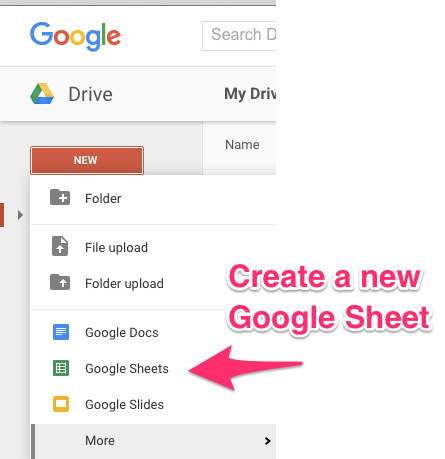 Google
Search D
Drive
My Driv
Name
NEW
Folder
File upload
Folder upload
Create a new
Google Sheet
Google Docs
Google Sheets
Google Slides
More